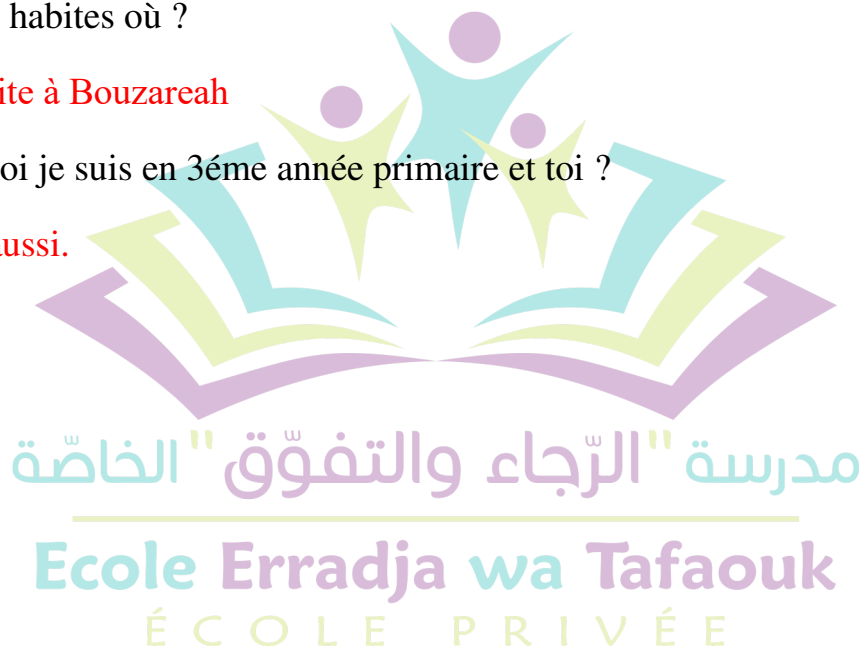 habites où ?
ite à Bouzareah
oi je suis en 3éme année primaire et toi ?
ussi.
مدرسة "الرّجاء والتفوّق" الخاصّة
Ecole Erradja wa Tafaouk
ÉCOLE PRIVÉE